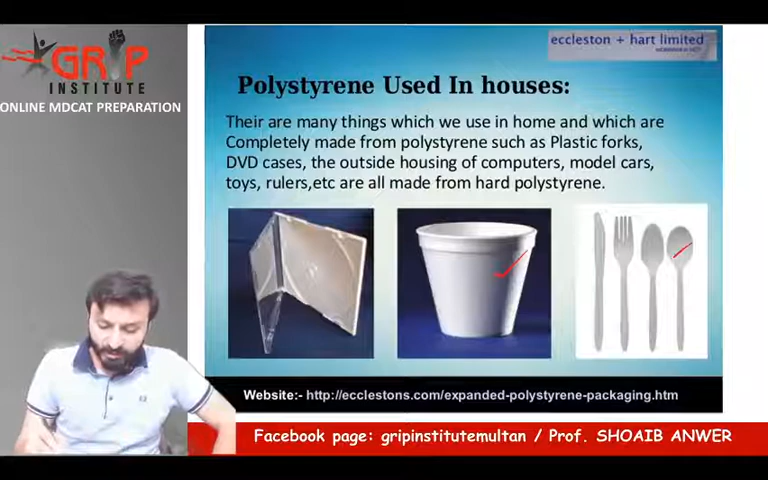 GRIP
INSTITUTE
ONLINE MDCAT PREPARATION
eccleston + hart limited
Polystyrene Used In houses:
Their are many things which we use in home and which are
Completely made from polystyrene such as Plastic forks,
DVD cases, the outside housing of computers, model cars,
toys, rulers,etc are all made from hard polystyrene.
Website:- http://ecclestons.com/expanded-polystyrene-packaging.htm
Facebook page: gripinstitutemultan / Prof. SHOAIB ANWER